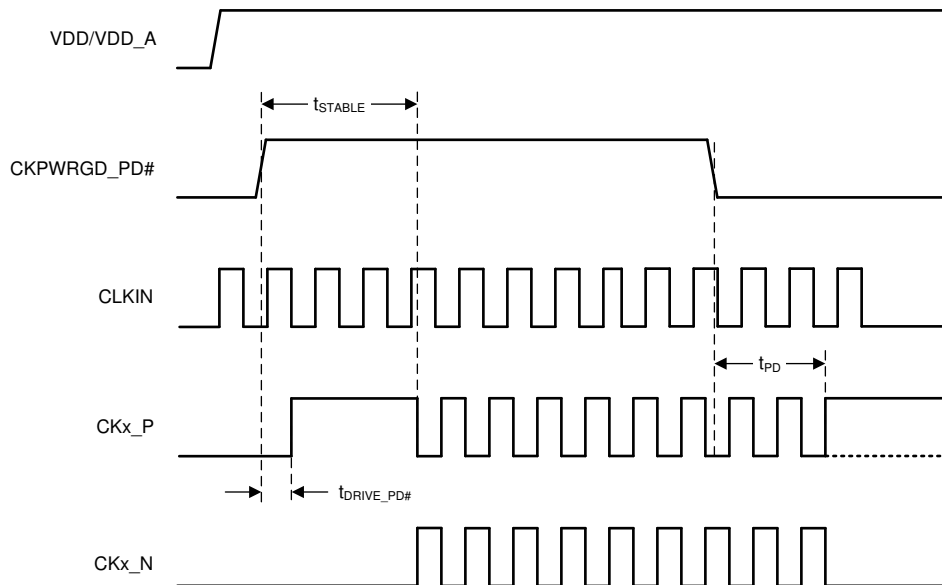 VDD/VDD_A
tSTABLE
CKPWRGD_PD#
CLKIN
tPD
CKx_P
tDRIVE_PD#
CKx_N